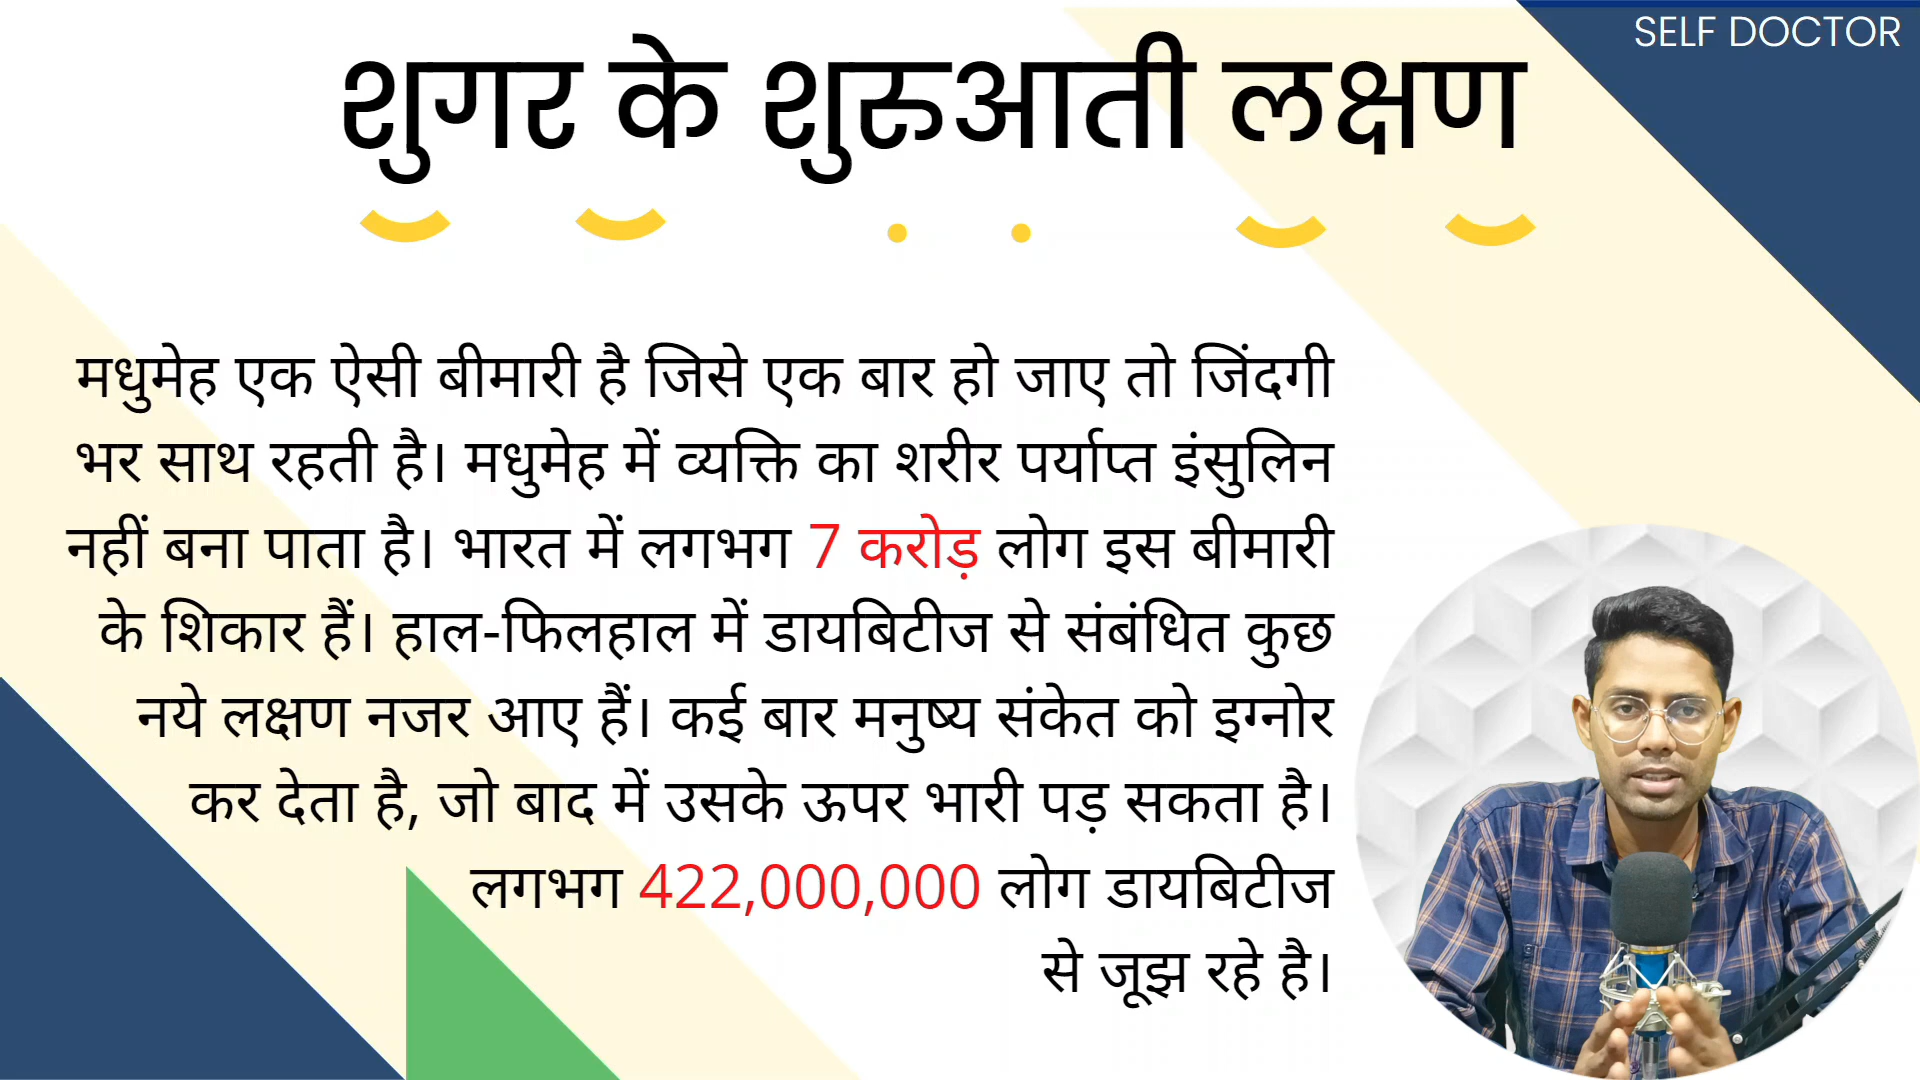 SELF DOCTOR
शुगर के शुरुआती लक्षण
मधुमेह एक ऐसी बीमारी है जिसे एक बार हो जाए तो जिंदगी
भर साथ रहती है। मधुमेह में व्यक्ति का शरीर पर्याप्त इंसुलिन
नहीं बना पाता है। भारत में लगभग 7 करोड़ लोग इस बीमारी
के शिकार हैं। हाल-फिलहाल में डायबिटीज से संबंधित कुछ
नये लक्षण नजर आए हैं। कई बार मनुष्य संकेत को इग्नोर
कर देता है, जो बाद में उसके ऊपर भारी पड़ सकता है।
लगभग 422,000,000 लोग डायबिटीज
से जूझ रहे है।